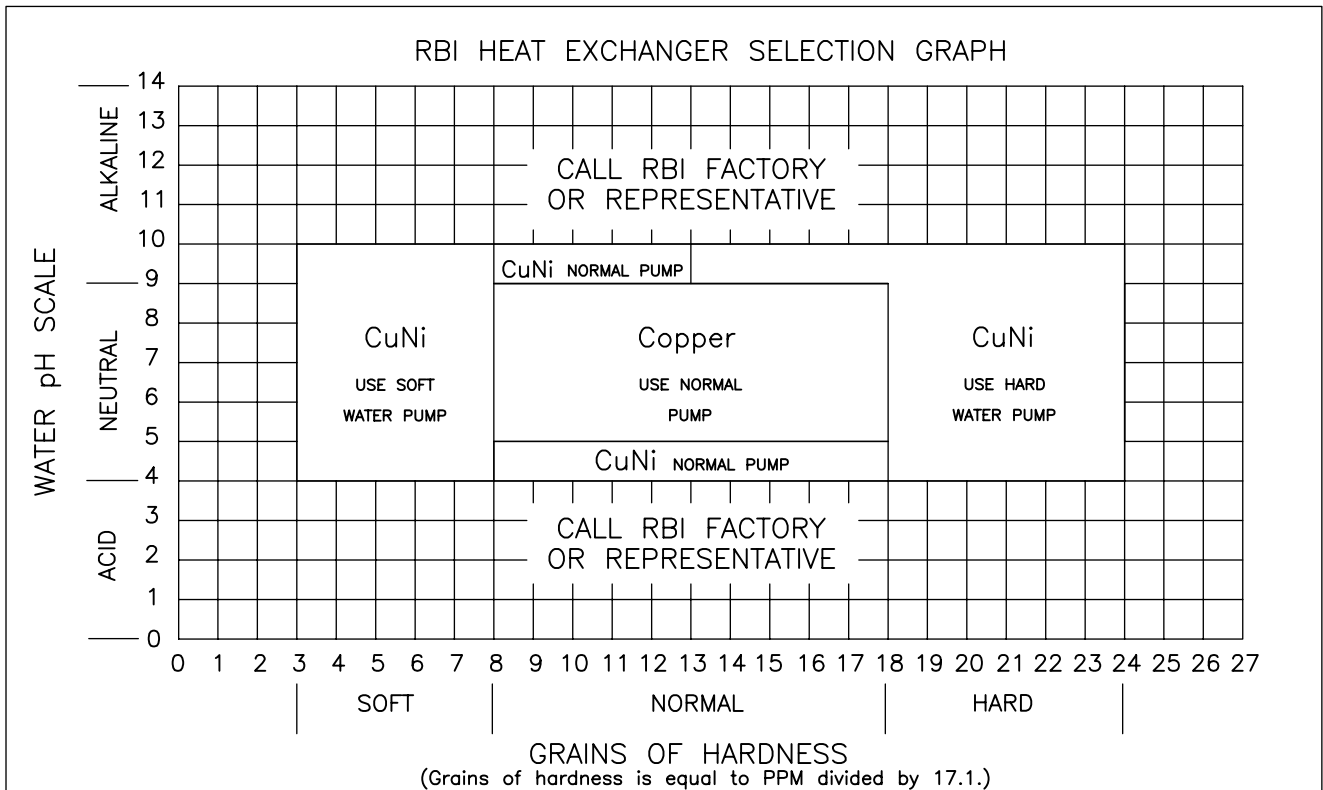 RBI HEAT EXCHANGER SELECTION GRAPH
WATER pH SCALE
ALKALINE
NEUTRAL
ACID
14
13
12
11
10
9
8
7
6
5
4
3
2
1
0
CALL RBI FACTORY
OR REPRESENTATIVE
CuNi NORMAL PUMP
CuNi
USE SOFT
WATER PUMP
Copper
USE NORMAL
PUMP
CuNi
USE HARD
WATER PUMP
CuNi NORMAL PUMP
CALL RBI FACTORY
OR REPRESENTATIVE
0 1 2 3 4 5 6 7 8 9 10 11 12 13 14 15 16 17 18 19 20 21 22 23 24 25 26 27
SOFT NORMAL HARD
GRAINS OF HARDNESS
(Grains of hardness is equal to PPM divided by 17.1.)